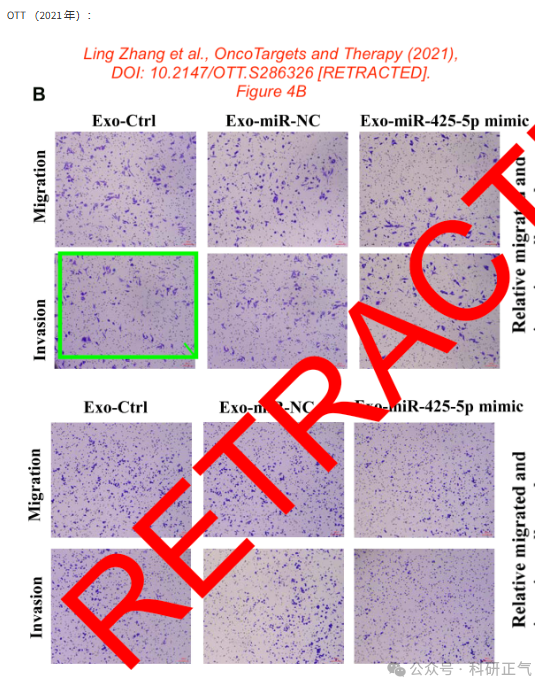 OTT （2021年）：
Ling Zhang et al., OncoTargets and Therapy (2021),
DOI: 10.2147/OTT.S286326 [RETRACTED].
Figure 4B
B
Exo-Ctrl Exo-miR-NC Exo-miR-425-5p mimic
Migration
Invasion
Relative migrated and
Exo-Ctrl Exo-miR-NC Exo-miR-425-5p mimic
Migration
Invasion
Relative migrated and
RETRACT
公众号 · 科研正气